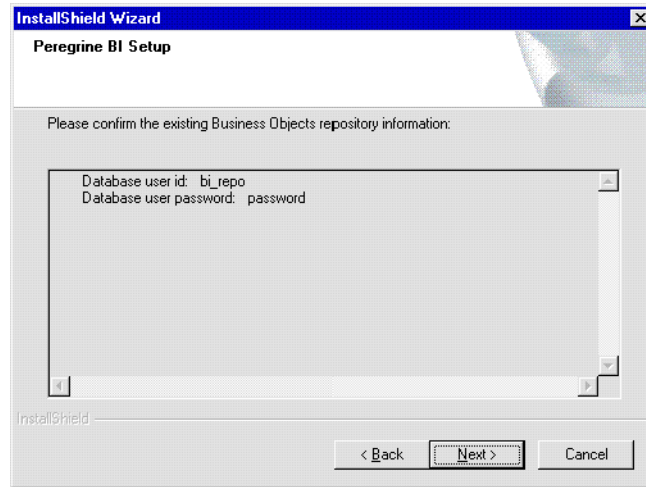 InstallShield Wizard
Peregrine BI Setup
Please confirm the existing Business Objects repository information:
Database user id: bi_repo
Database user password: password
InstallShield
< Back Next > Cancel